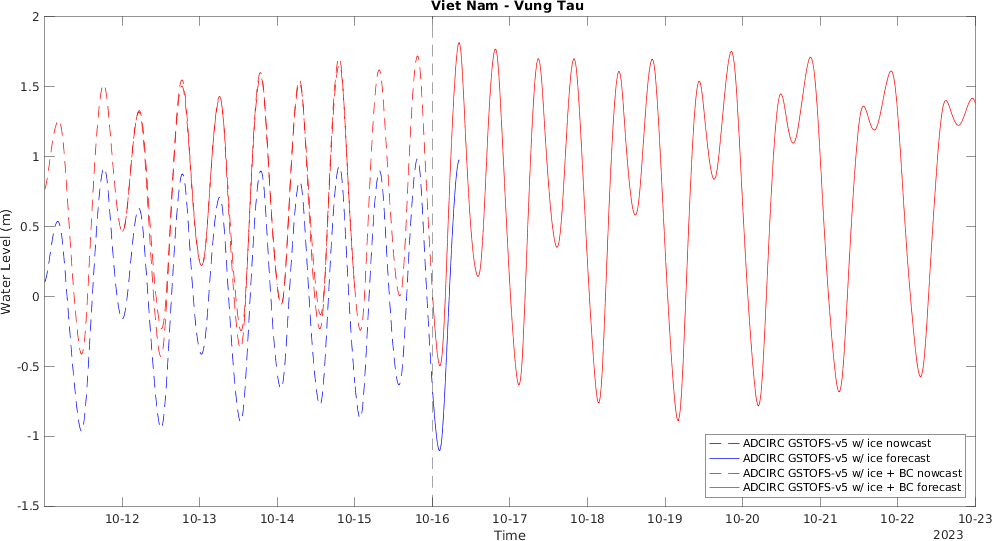 Viet Nam - Vung Tau
2
1.5
1
0.5
0
-0.5
-1
-1.5
Water Level (m)
10-12 10-13 10-14 10-15 10-16 10-17 10-18 10-19 10-20 10-21 10-22 10-23
Time
2023
ADCIRC GSTOFS-v5 w/ ice nowcast
ADCIRC GSTOFS-v5 w/ ice forecast
ADCIRC GSTOFS-v5 w/ ice + BC nowcast
ADCIRC GSTOFS-v5 w/ ice + BC forecast